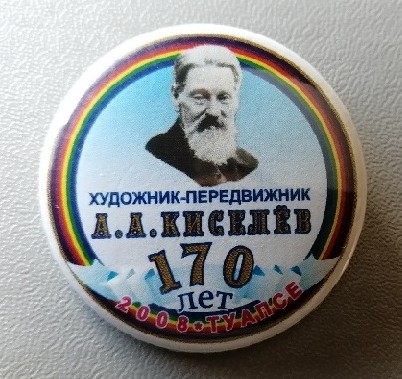 ХУДОЖНИК-ПЕРЕДВИЖНИК
А.А.КИСЕЛЁВ
170
лет
2008•ТУАПСЕ